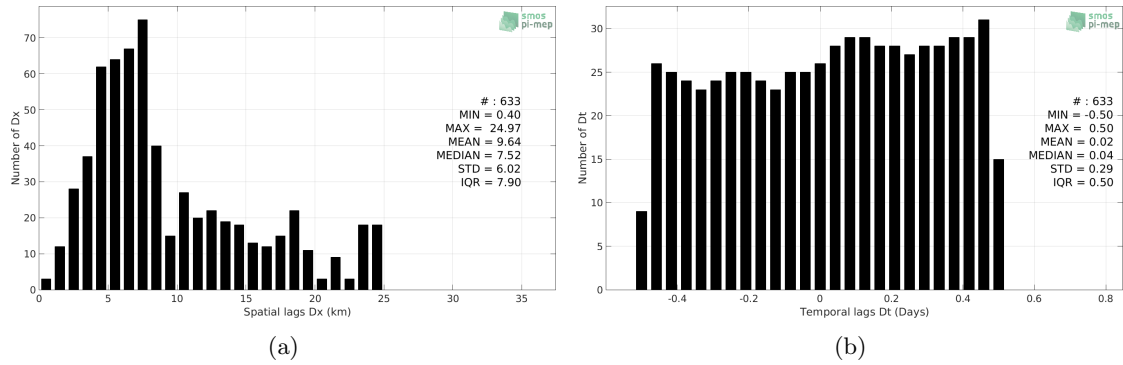 smos
pi-mep
70
60
50
40
30
20
10
0
Number of Dx
# : 633
MIN = 0.40
MAX = 24.97
MEAN = 9.64
MEDIAN = 7.52
STD = 6.02
IQR = 7.90
0 5 10 15 20 25 30 35
Spatial lags Dx (km)
(a)
smos
pi-mep
30
25
20
15
10
5
0
Number of Dt
# : 633
MIN = -0.50
MAX = 0.50
MEAN = 0.02
MEDIAN = 0.04
STD = 0.29
IQR = 0.50
-0.4 -0.2 0 0.2 0.4 0.6 0.8
Temporal lags Dt (Days)
(b)